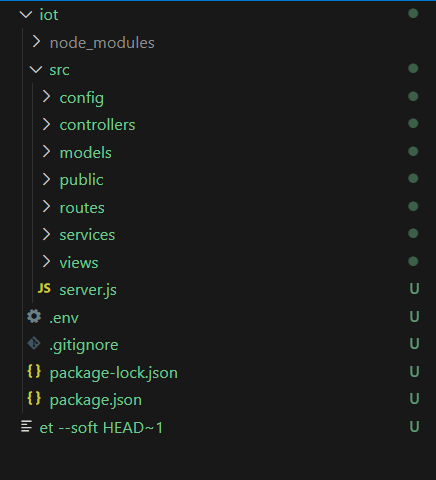 iot
node_modules
src
config
controllers
models
public
routes
services
views
JS server.js U
.env U
.gitignore U
{} package-lock.json U
{} package.json U
et --soft HEAD~1 U